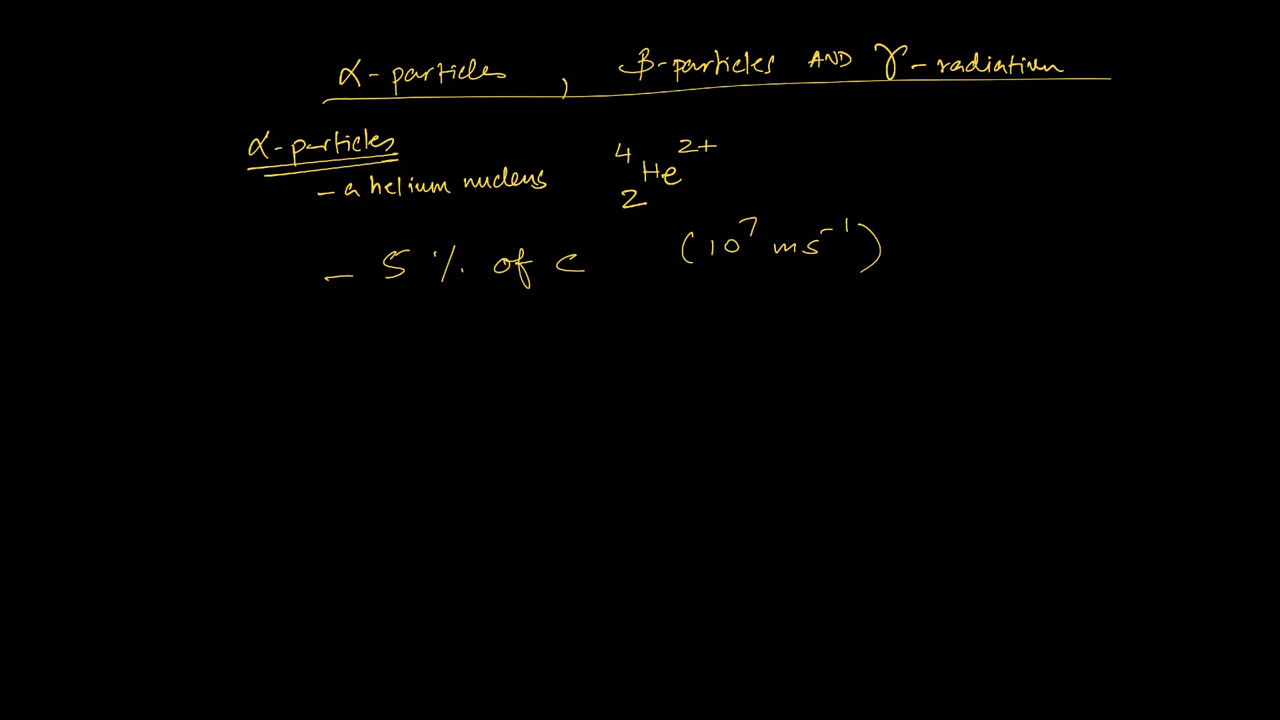 α-particles, β-particles AND γ-radiation
α-particles
- a helium nucleus ⁴₂He²⁺
- 5 % of c (10⁷ ms⁻¹)